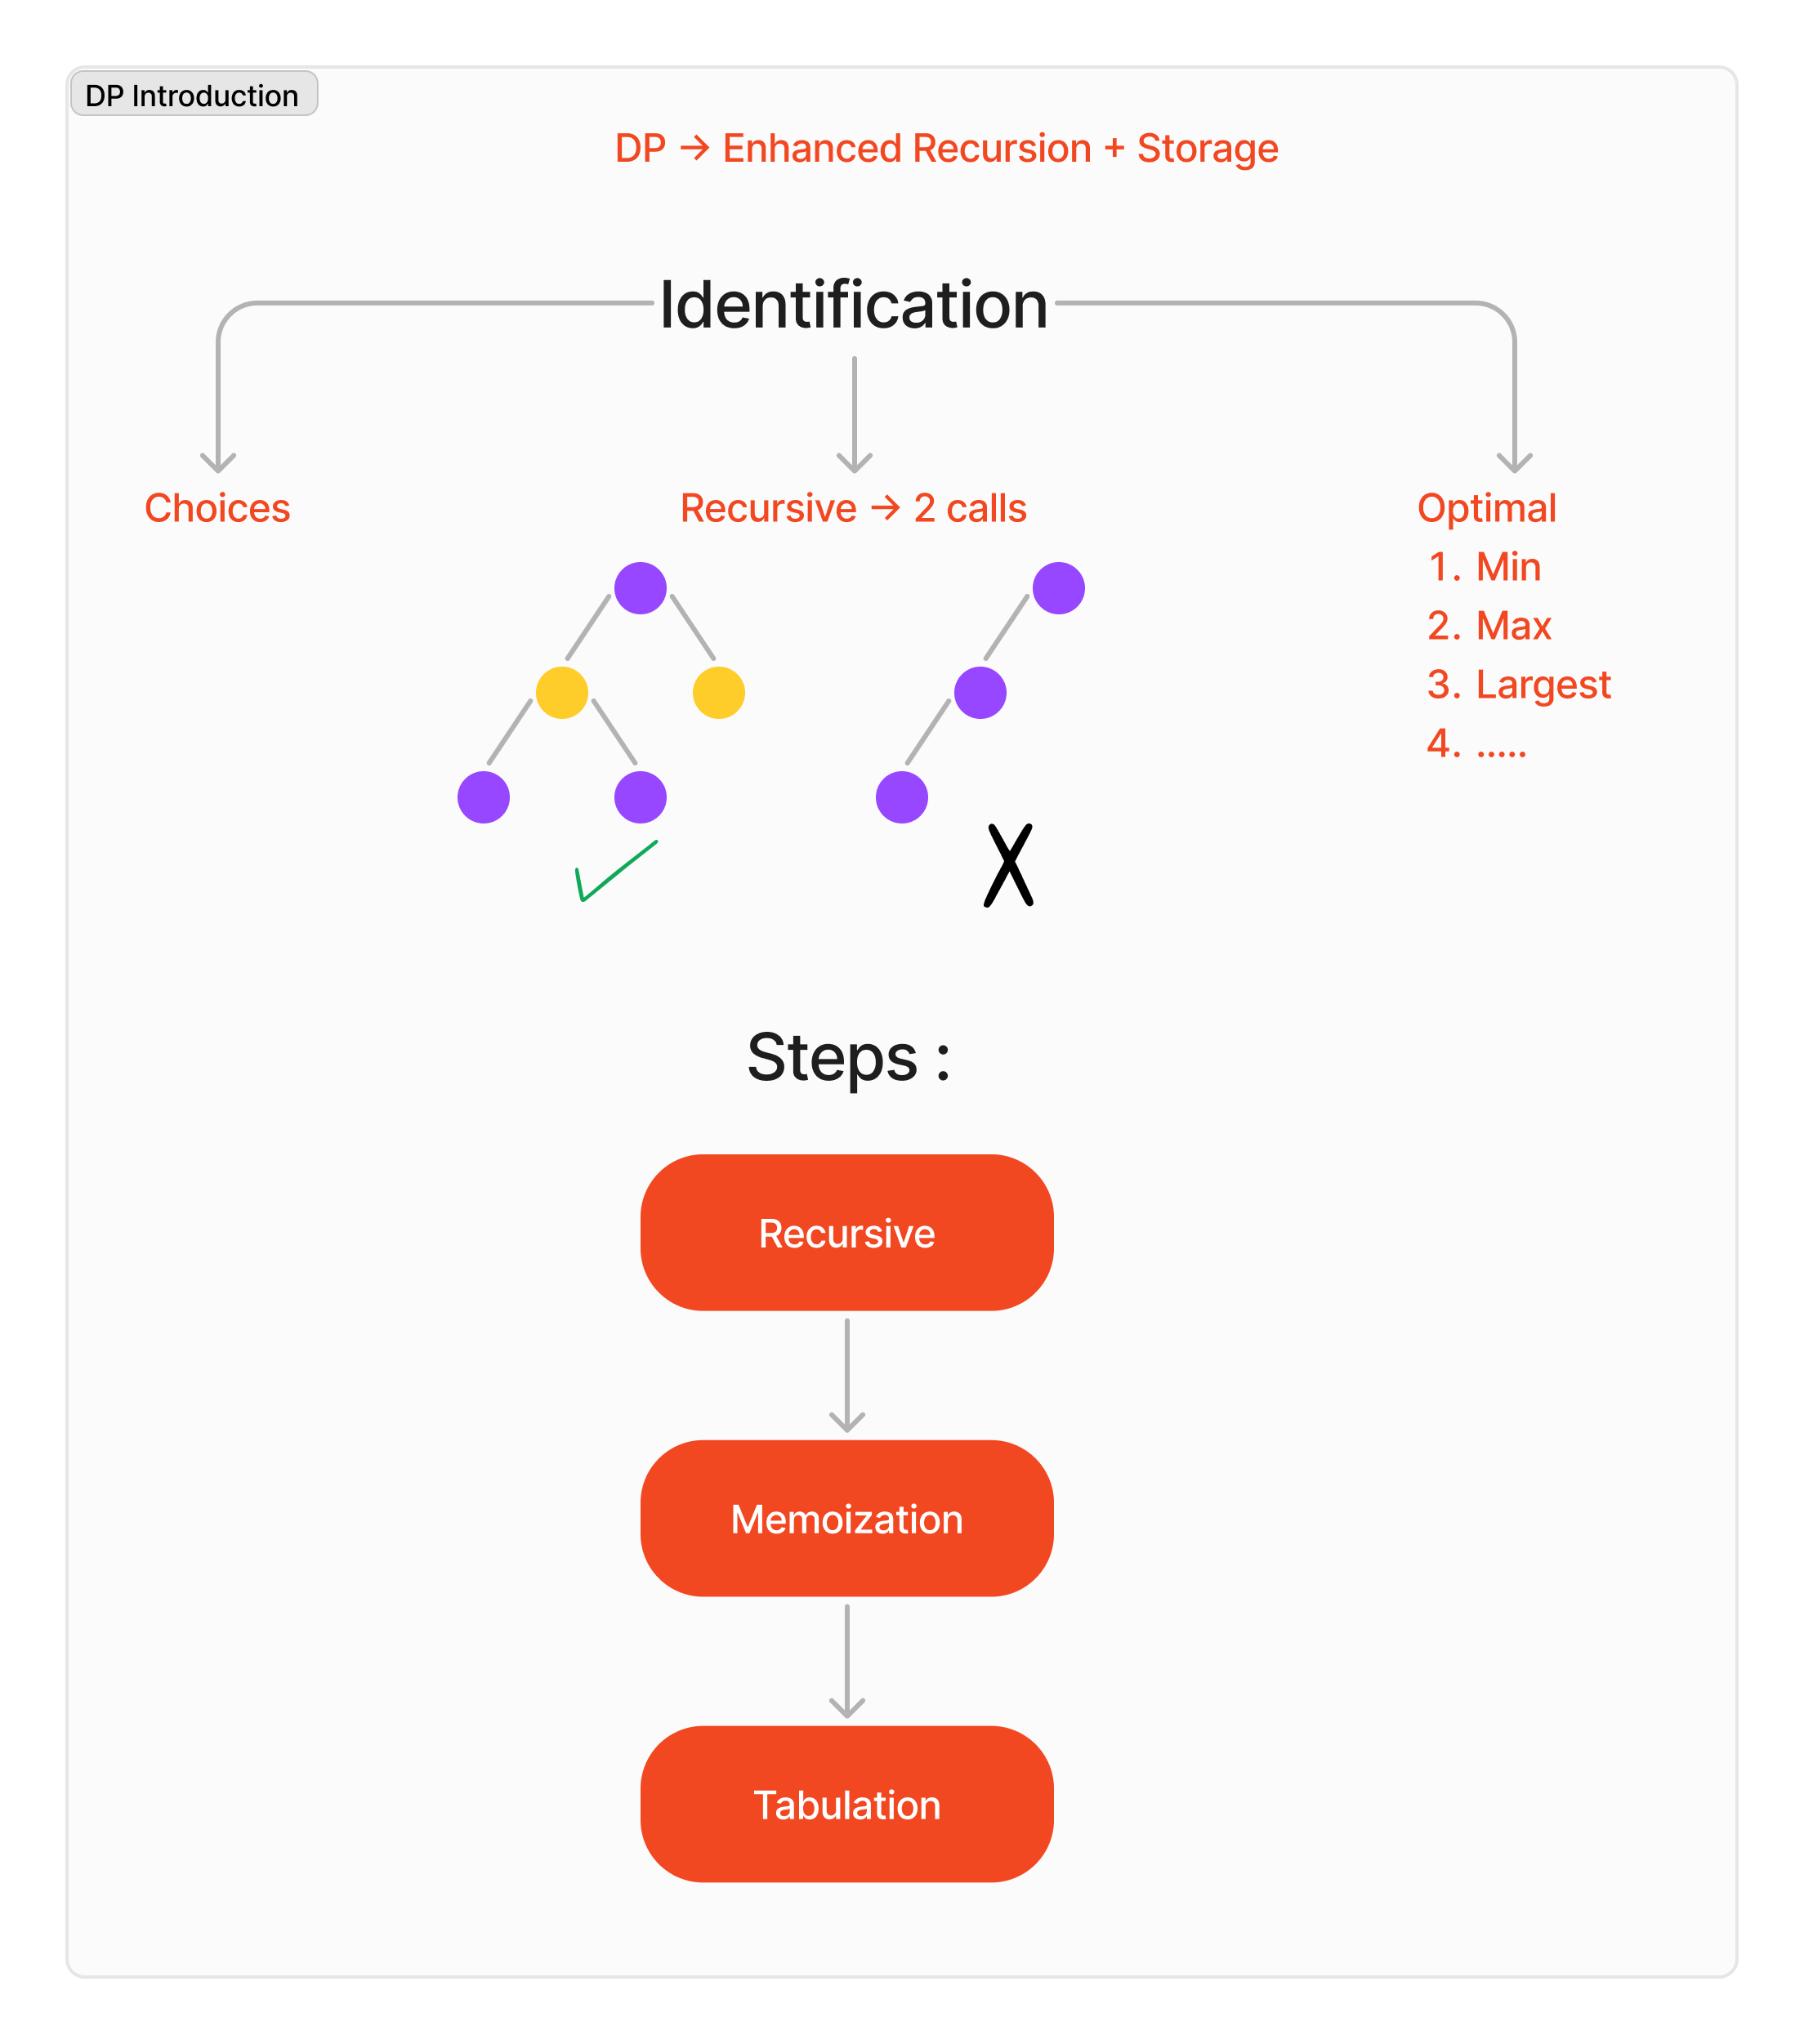 DP Introduction
DP → Enhanced Recursion + Storage
Identification
Choices
Recursive → 2 calls
Optimal
1. Min
2. Max
3. Largest
4. .....
X
Steps :
Recursive
Memoization
Tabulation